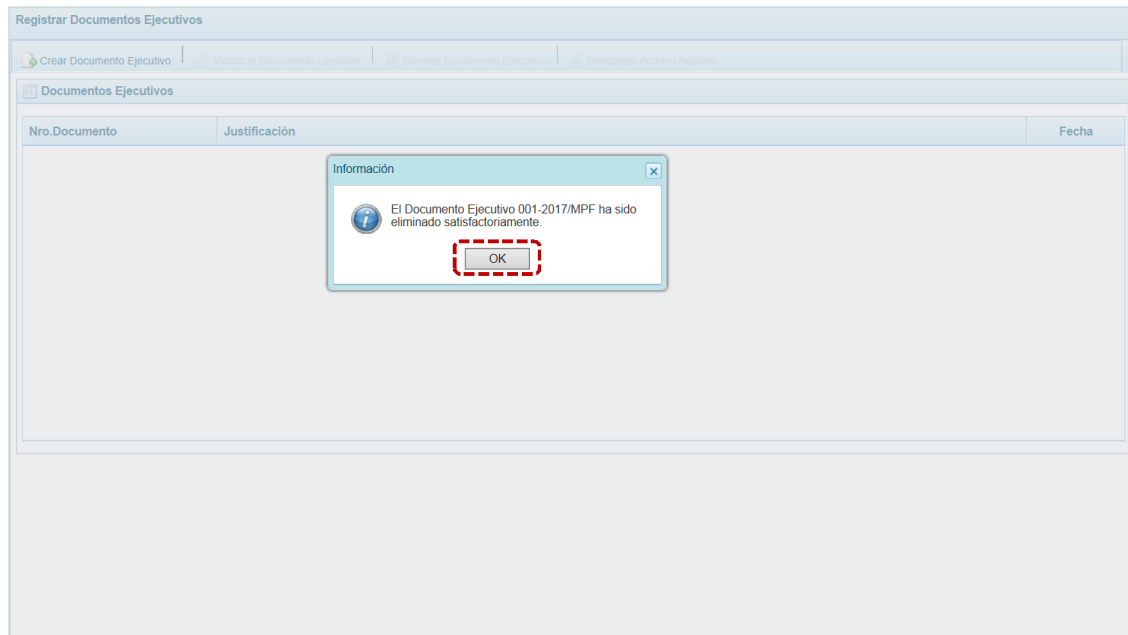 Registrar Documentos Ejecutivos
Crear Documento Ejecutivo Modificar Documento Ejecutivo Eliminar Documento Ejecutivo Descargar Archivo Adjunto
Documentos Ejecutivos
Nro.Documento Justificación Fecha
Información
El Documento Ejecutivo 001-2017/MPF ha sido
eliminado satisfactoriamente.
OK